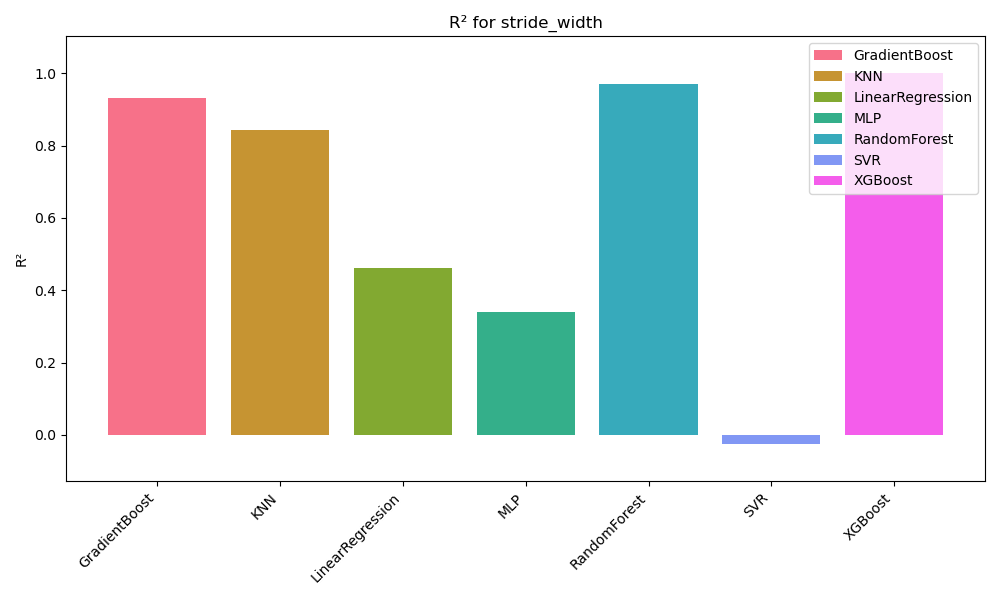 R² for stride_width
GradientBoost
KNN
LinearRegression
MLP
RandomForest
SVR
XGBoost
R²
1.0
0.8
0.6
0.4
0.2
0.0
GradientBoost
KNN
LinearRegression
MLP
RandomForest
SVR
XGBoost